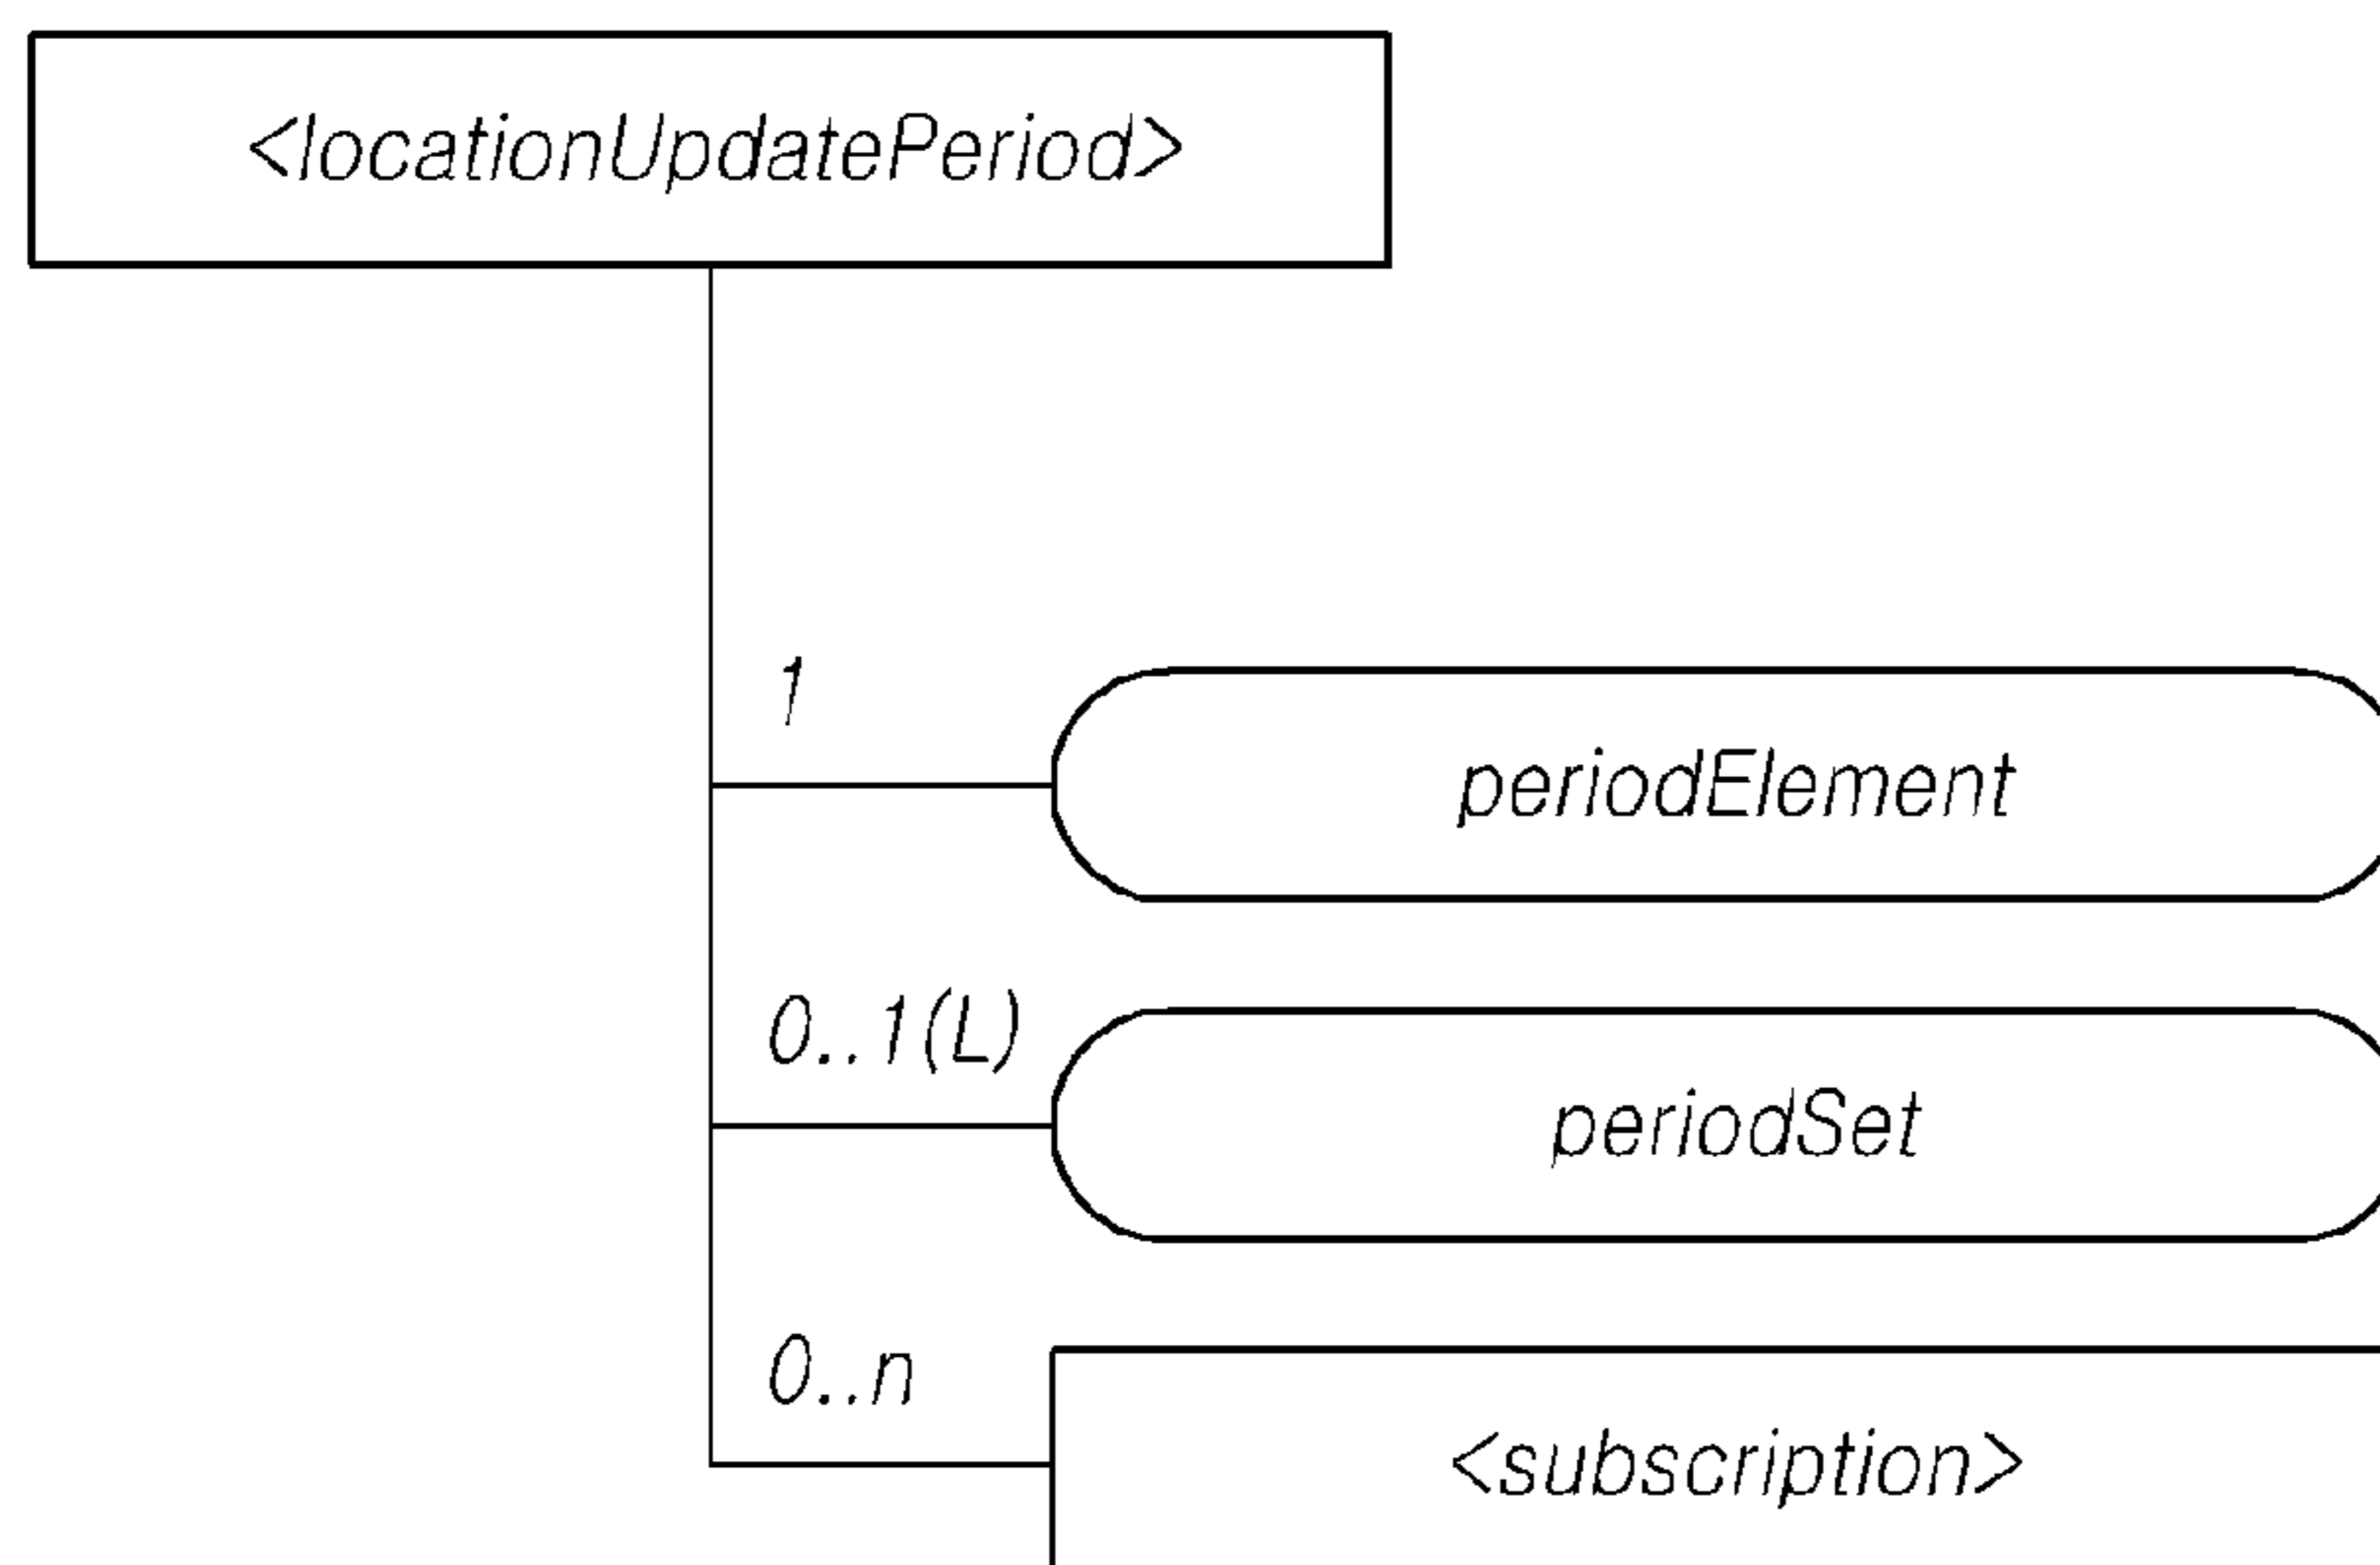 <locationUpdatePeriod>
1
periodElement
0..1(L)
periodSet
0..n
<subscription>